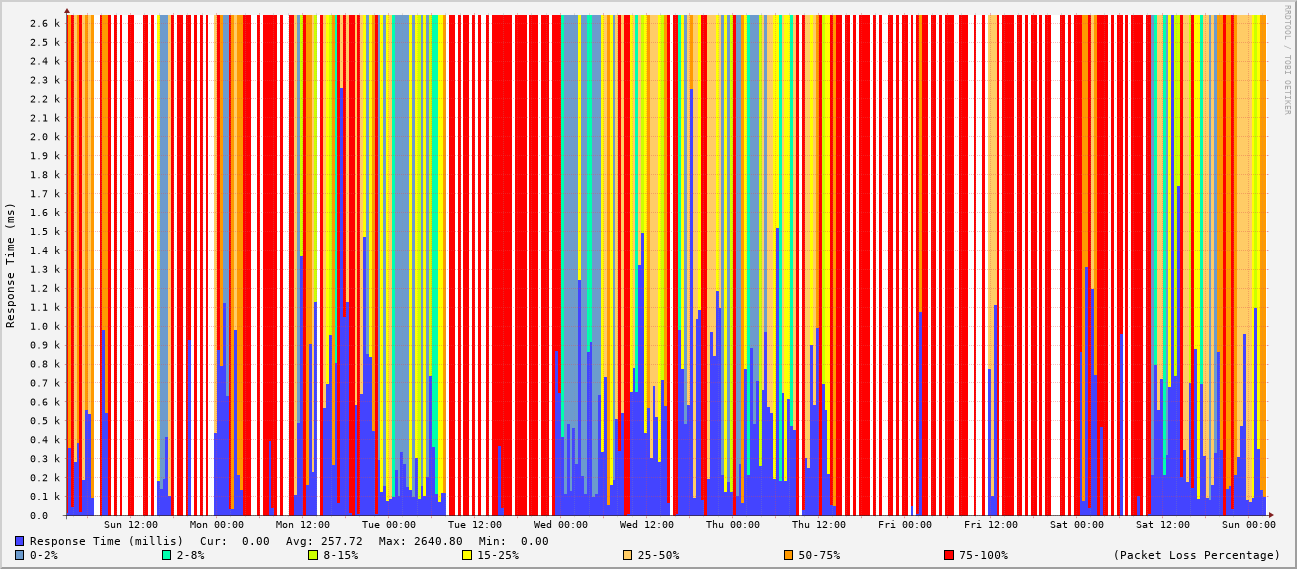 RRDTOOL / TOBI OETIKER
Response Time (ms)
2.6 k
2.5 k
2.4 k
2.3 k
2.2 k
2.1 k
2.0 k
1.9 k
1.8 k
1.7 k
1.6 k
1.5 k
1.4 k
1.3 k
1.2 k
1.1 k
1.0 k
0.9 k
0.8 k
0.7 k
0.6 k
0.5 k
0.4 k
0.3 k
0.2 k
0.1 k
0.0
Sun 12:00 Mon 00:00 Mon 12:00 Tue 00:00 Tue 12:00 Wed 00:00 Wed 12:00 Thu 00:00 Thu 12:00 Fri 00:00 Fri 12:00 Sat 00:00 Sat 12:00 Sun 00:00
Response Time (millis) Cur: 0.00 Avg: 257.72 Max: 2640.80 Min: 0.00
0-2% 2-8% 8-15% 15-25% 25-50% 50-75% 75-100% (Packet Loss Percentage)